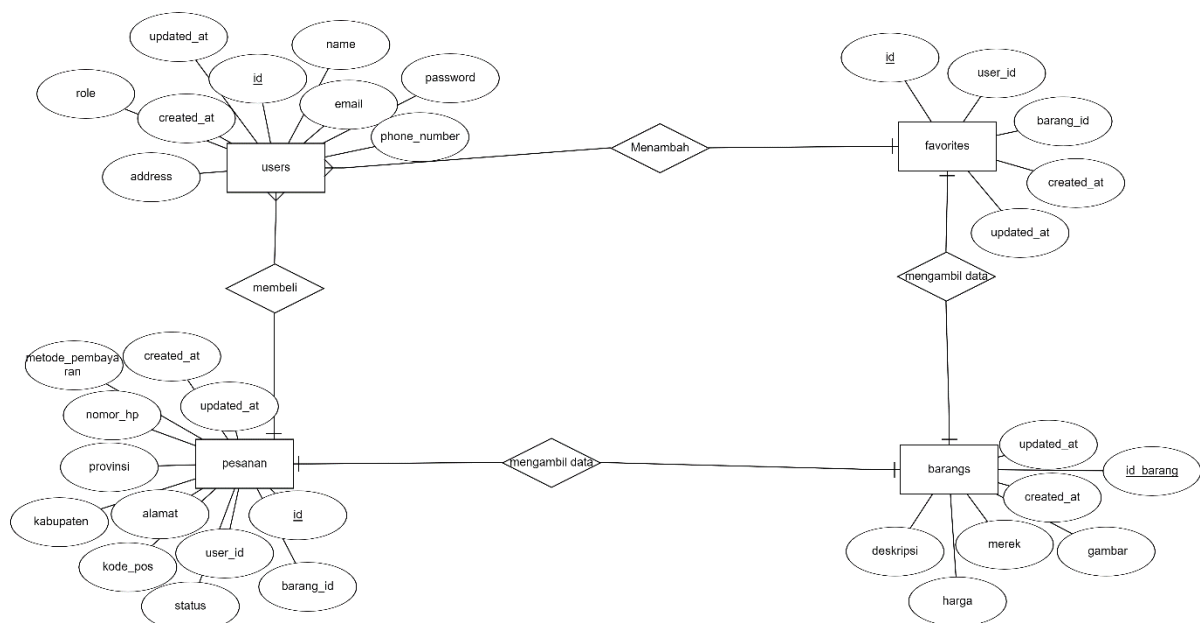 updated_at
name
id
password
role
email
created_at
phone_number
address
users
Menambah
id
user_id
barang_id
favorites
created_at
updated_at
membeli
mengambil data
metode_pembaya
ran
created_at
updated_at
nomor_hp
provinsi
pesanan
kabupaten
alamat
id
kode_pos
user_id
barang_id
status
mengambil data
updated_at
barangs
id_barang
created_at
deskripsi
merek
gambar
harga